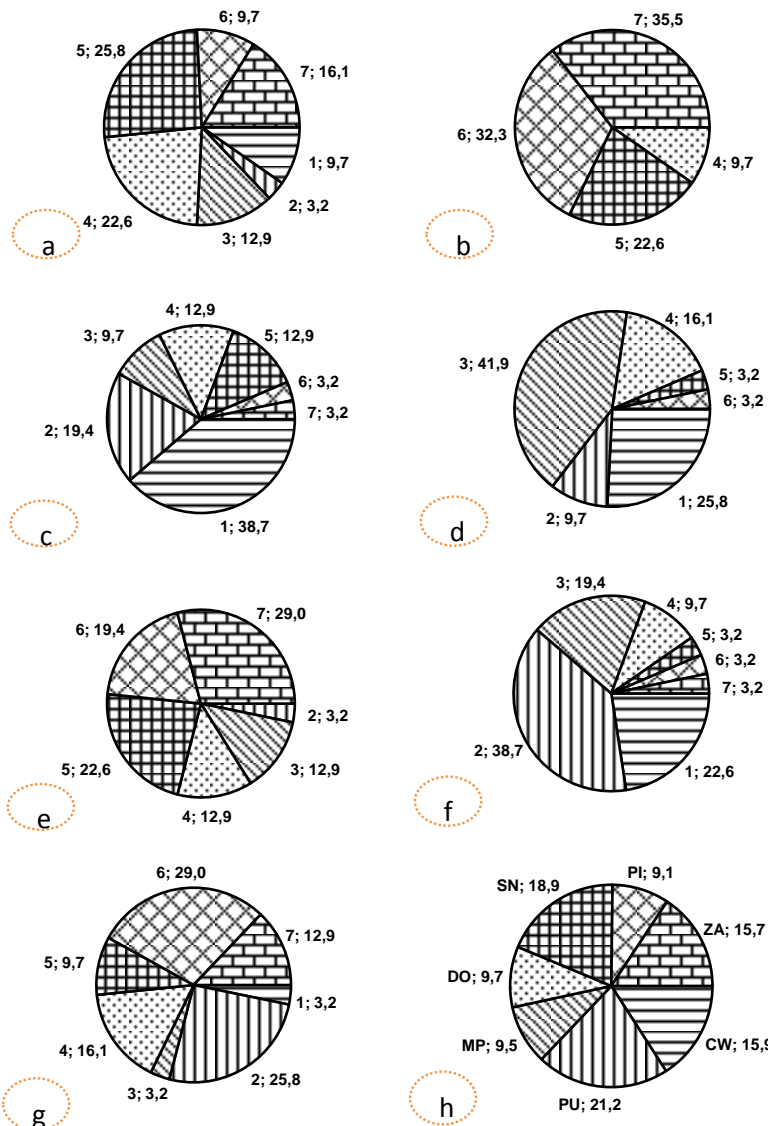 6; 9,7
5; 25,8
7; 16,1
1; 9,7
2; 3,2
3; 12,9
4; 22,6
a
7; 35,5
6; 32,3
4; 9,7
5; 22,6
b
4; 12,9
3; 9,7
5; 12,9
6; 3,2
7; 3,2
2; 19,4
1; 38,7
c
4; 16,1
3; 41,9
5; 3,2
6; 3,2
2; 9,7
1; 25,8
d
7; 29,0
6; 19,4
2; 3,2
3; 12,9
5; 22,6
4; 12,9
e
3; 19,4
4; 9,7
5; 3,2
6; 3,2
7; 3,2
2; 38,7
1; 22,6
f
6; 29,0
7; 12,9
5; 9,7
1; 3,2
4; 16,1
2; 25,8
3; 3,2
g
PI; 9,1
SN; 18,9
ZA; 15,7
DO; 9,7
MP; 9,5
CW; 15,9
PU; 21,2
h